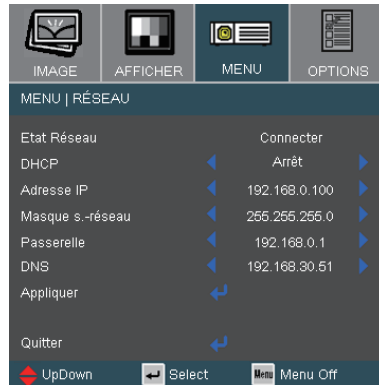 IMAGE AFFICHER MENU OPTIONS
MENU | RÉSEAU
Etat Réseau Connecter
DHCP Arrêt
Adresse IP 192.168.0.100
Masque s.-réseau 255.255.255.0
Passerelle 192.168.0.1
DNS 192.168.30.51
Appliquer
Quitter
UpDown Select Menu Menu Off